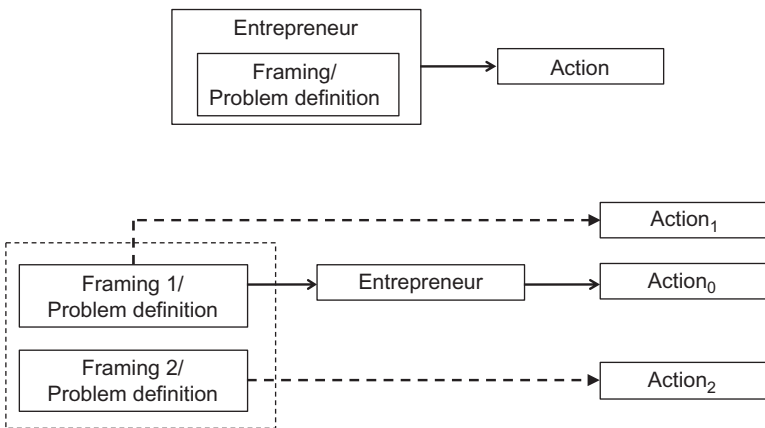 Entrepreneur
Framing/
Problem definition
Action
Action₁
Framing 1/
Problem definition
Entrepreneur
Action₀
Framing 2/
Problem definition
Action₂